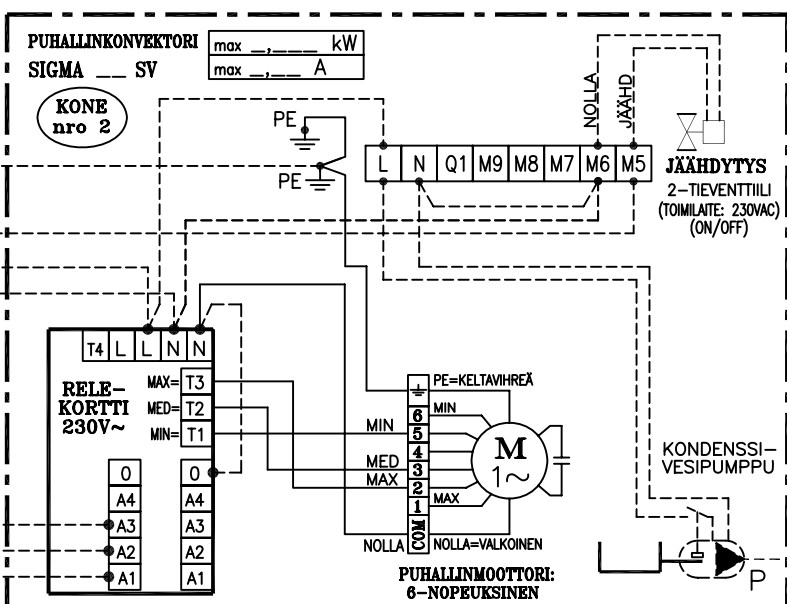 PUHALLINKONVEKTORI
max _,___ kW
SIGMA __ SV
max _,__ A
KONE
nro 2
PE
PE
NOLLA
JÄÄHD
L N Q1 M9 M8 M7 M6 M5
JÄÄHDYTYS
2-TIEVENTTIILI
(TOIMILAITE: 230VAC)
(ON/OFF)
T4 L L N N
RELE-
KORTTI
230V~
MAX= T3
MED= T2
MIN= T1
0
A4
A3
A2
A1
0
A4
A3
A2
A1
MIN
MED
MAX
NOLLA
PE=KELTAVIHREÄ
6
5
4
3
2
1
COM
MIN
MAX
NOLLA=VALKOINEN
M
1~
PUHALLINMOOTTORI:
6-NOPEUKSINEN
KONDENSSI-
VESIPUMPPU
P